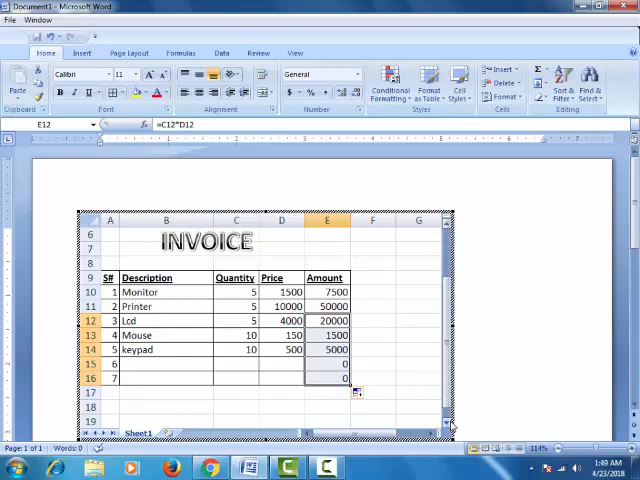 Document1 - Microsoft Word
File Window
Home Insert Page Layout Formulas Data Review View
Paste
Clipboard
Calibri 11
B I U
Font
Alignment
General
$ % ,
Number
Conditional Formatting
Format as Table
Cell Styles
Styles
Insert
Delete
Format
Cells
Σ
Sort & Filter
Find & Select
Editing
E12 fx =C12*D12
A B C D E F G
6
7 INVOICE
8
9 S# Description Quantity Price Amount
10 1 Monitor 5 1500 7500
11 2 Printer 5 10000 50000
12 3 Lcd 5 4000 20000
13 4 Mouse 10 150 1500
14 5 keypad 10 500 5000
15 6 0
16 7 0
17
18
19
Sheet1
Page: 1 of 1 Words: 0 114%
1:49 AM
4/23/2018